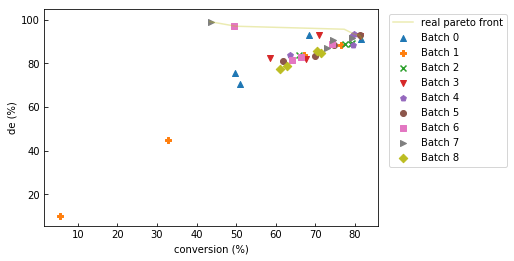 100
80
60
40
20
de (%)
10 20 30 40 50 60 70 80
conversion (%)
real pareto front
Batch 0
Batch 1
Batch 2
Batch 3
Batch 4
Batch 5
Batch 6
Batch 7
Batch 8